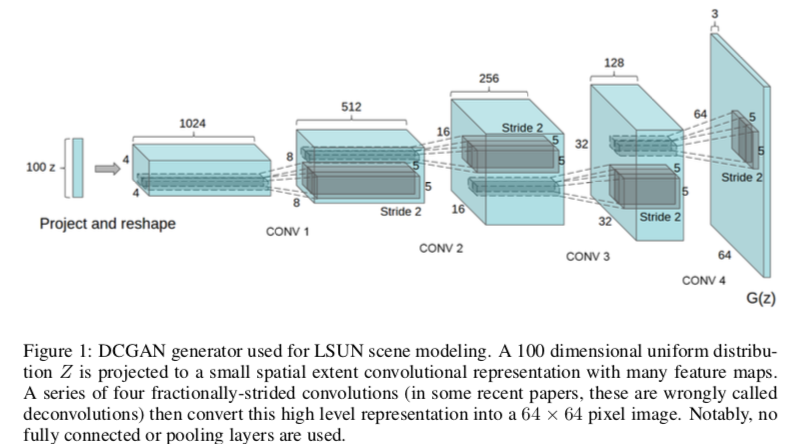 3
128
256
512
1024
16
Stride 2
5
5
32
64
5
5
Stride 2
100 z
4
4
8
8
5
5
Stride 2
16
5
5
32
Stride 2
64
Project and reshape
CONV 1
CONV 2
CONV 3
CONV 4
G(z)
Figure 1: DCGAN generator used for LSUN scene modeling. A 100 dimensional uniform distribu-
tion Z is projected to a small spatial extent convolutional representation with many feature maps.
A series of four fractionally-strided convolutions (in some recent papers, these are wrongly called
deconvolutions) then convert this high level representation into a 64 × 64 pixel image. Notably, no
fully connected or pooling layers are used.